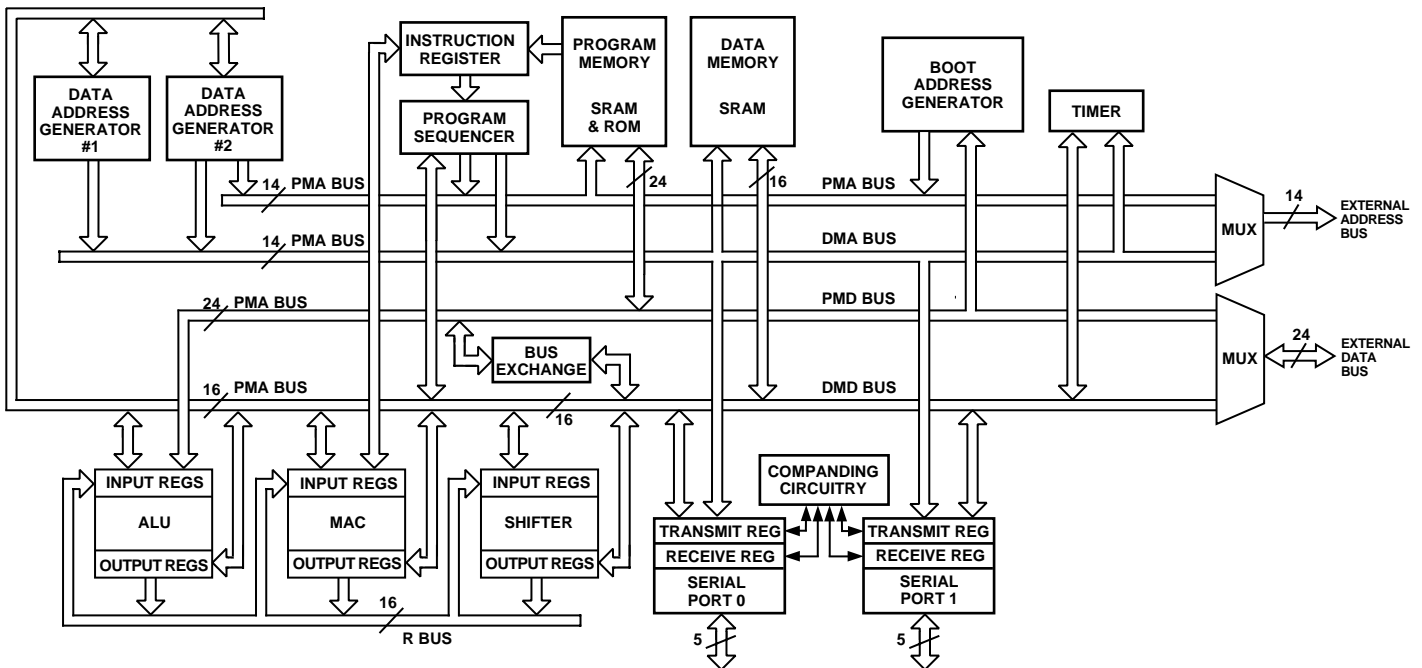 INSTRUCTION
REGISTER
PROGRAM
MEMORY
SRAM
& ROM
DATA
MEMORY
SRAM
BOOT
ADDRESS
GENERATOR
TIMER
DATA
ADDRESS
GENERATOR
#1
DATA
ADDRESS
GENERATOR
#2
PROGRAM
SEQUENCER
14
PMA BUS
24
16
PMA BUS
MUX
14
EXTERNAL
ADDRESS
BUS
14
PMA BUS
DMA BUS
24
PMA BUS
PMD BUS
BUS
EXCHANGE
MUX
24
EXTERNAL
DATA
BUS
16
PMA BUS
16
DMD BUS
INPUT REGS
ALU
OUTPUT REGS
INPUT REGS
MAC
OUTPUT REGS
INPUT REGS
SHIFTER
OUTPUT REGS
COMPANDING
CIRCUITRY
TRANSMIT REG
RECEIVE REG
SERIAL
PORT 0
TRANSMIT REG
RECEIVE REG
SERIAL
PORT 1
16
R BUS
5
5